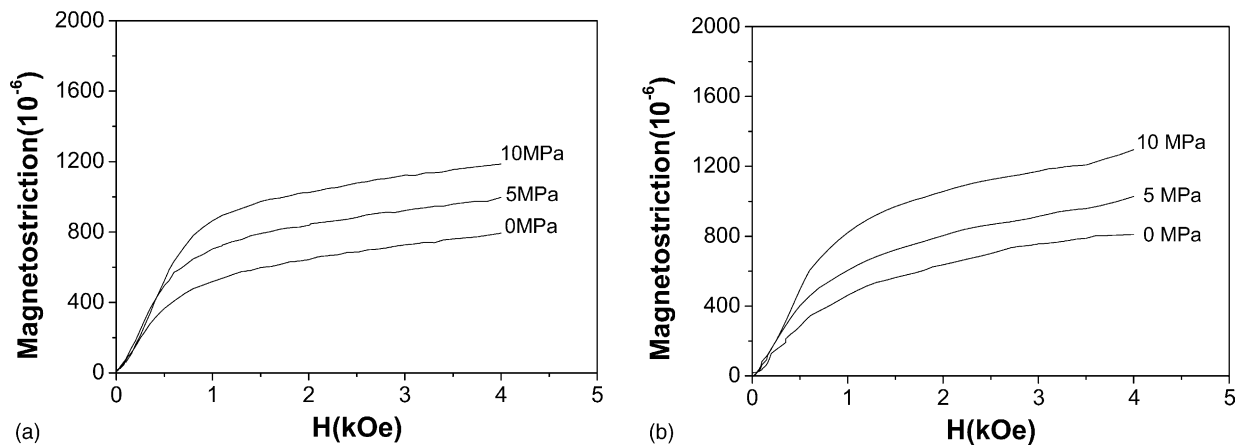 2000
1600
1200
800
400
0
Magnetostriction(10⁻⁶)
10MPa
5MPa
0MPa
0 1 2 3 4 5
H(kOe)
(a)
2000
1600
1200
800
400
0
Magnetostriction(10⁻⁶)
10 MPa
5 MPa
0 MPa
0 1 2 3 4 5
H(kOe)
(b)